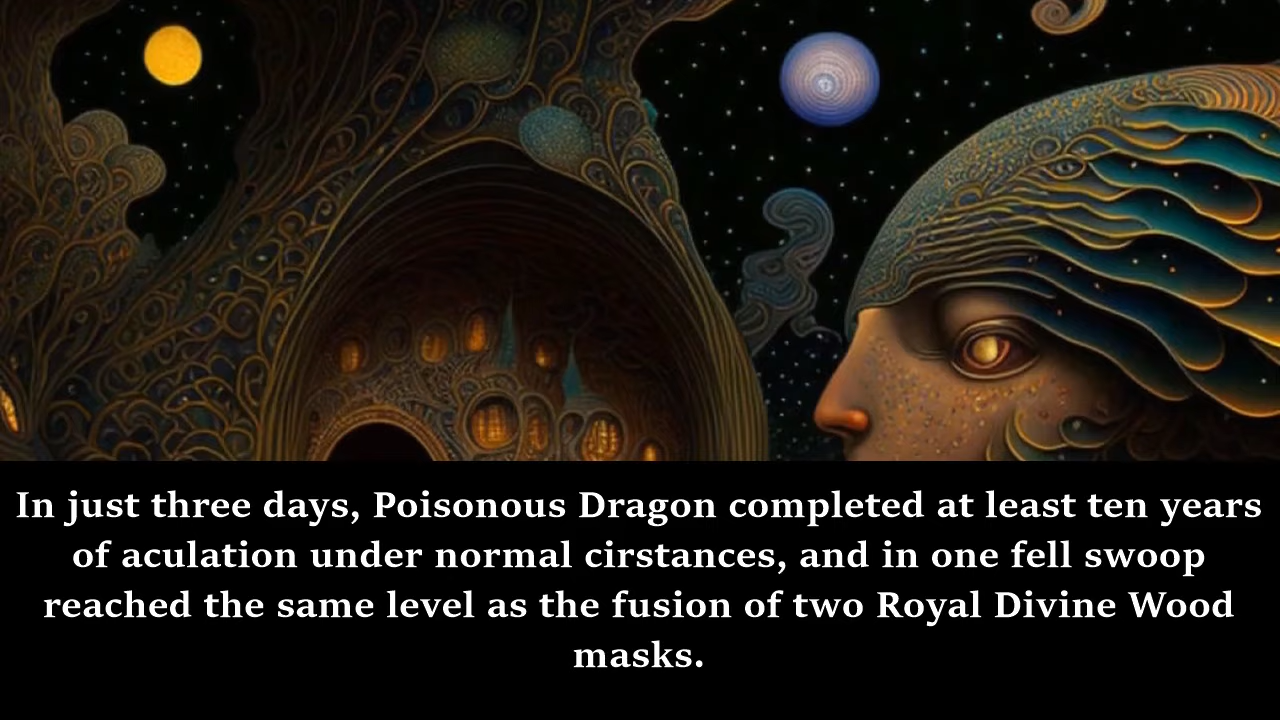 In just three days, Poisonous Dragon completed at least ten years
of aculation under normal cirstances, and in one fell swoop
reached the same level as the fusion of two Royal Divine Wood
masks.